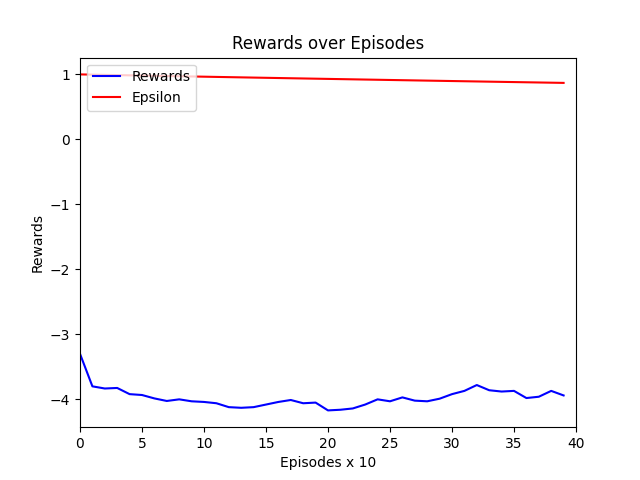 Rewards over Episodes
Rewards
Epsilon
Rewards
1
0
−1
−2
−3
−4
0 5 10 15 20 25 30 35 40
Episodes x 10